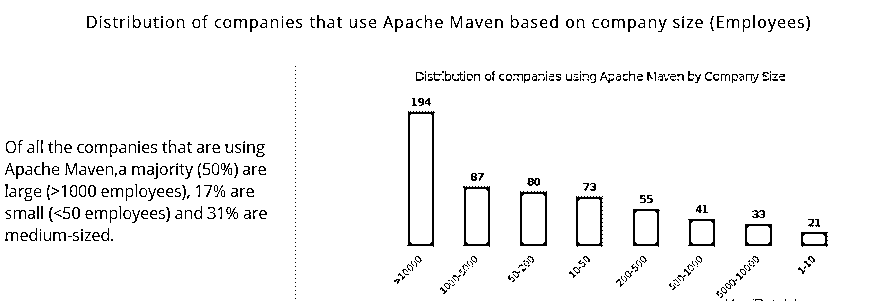 Distribution of companies that use Apache Maven based on company size (Employees)
Of all the companies that are using
Apache Maven,a majority (50%) are
large (>1000 employees), 17% are
small (<50 employees) and 31% are
medium-sized.
Distribution of companies using Apache Maven by Company Size
194
87
80
73
55
41
33
21
>10000
1000-5000
50-200
10-50
200-500
500-1000
5000-10000
1-10